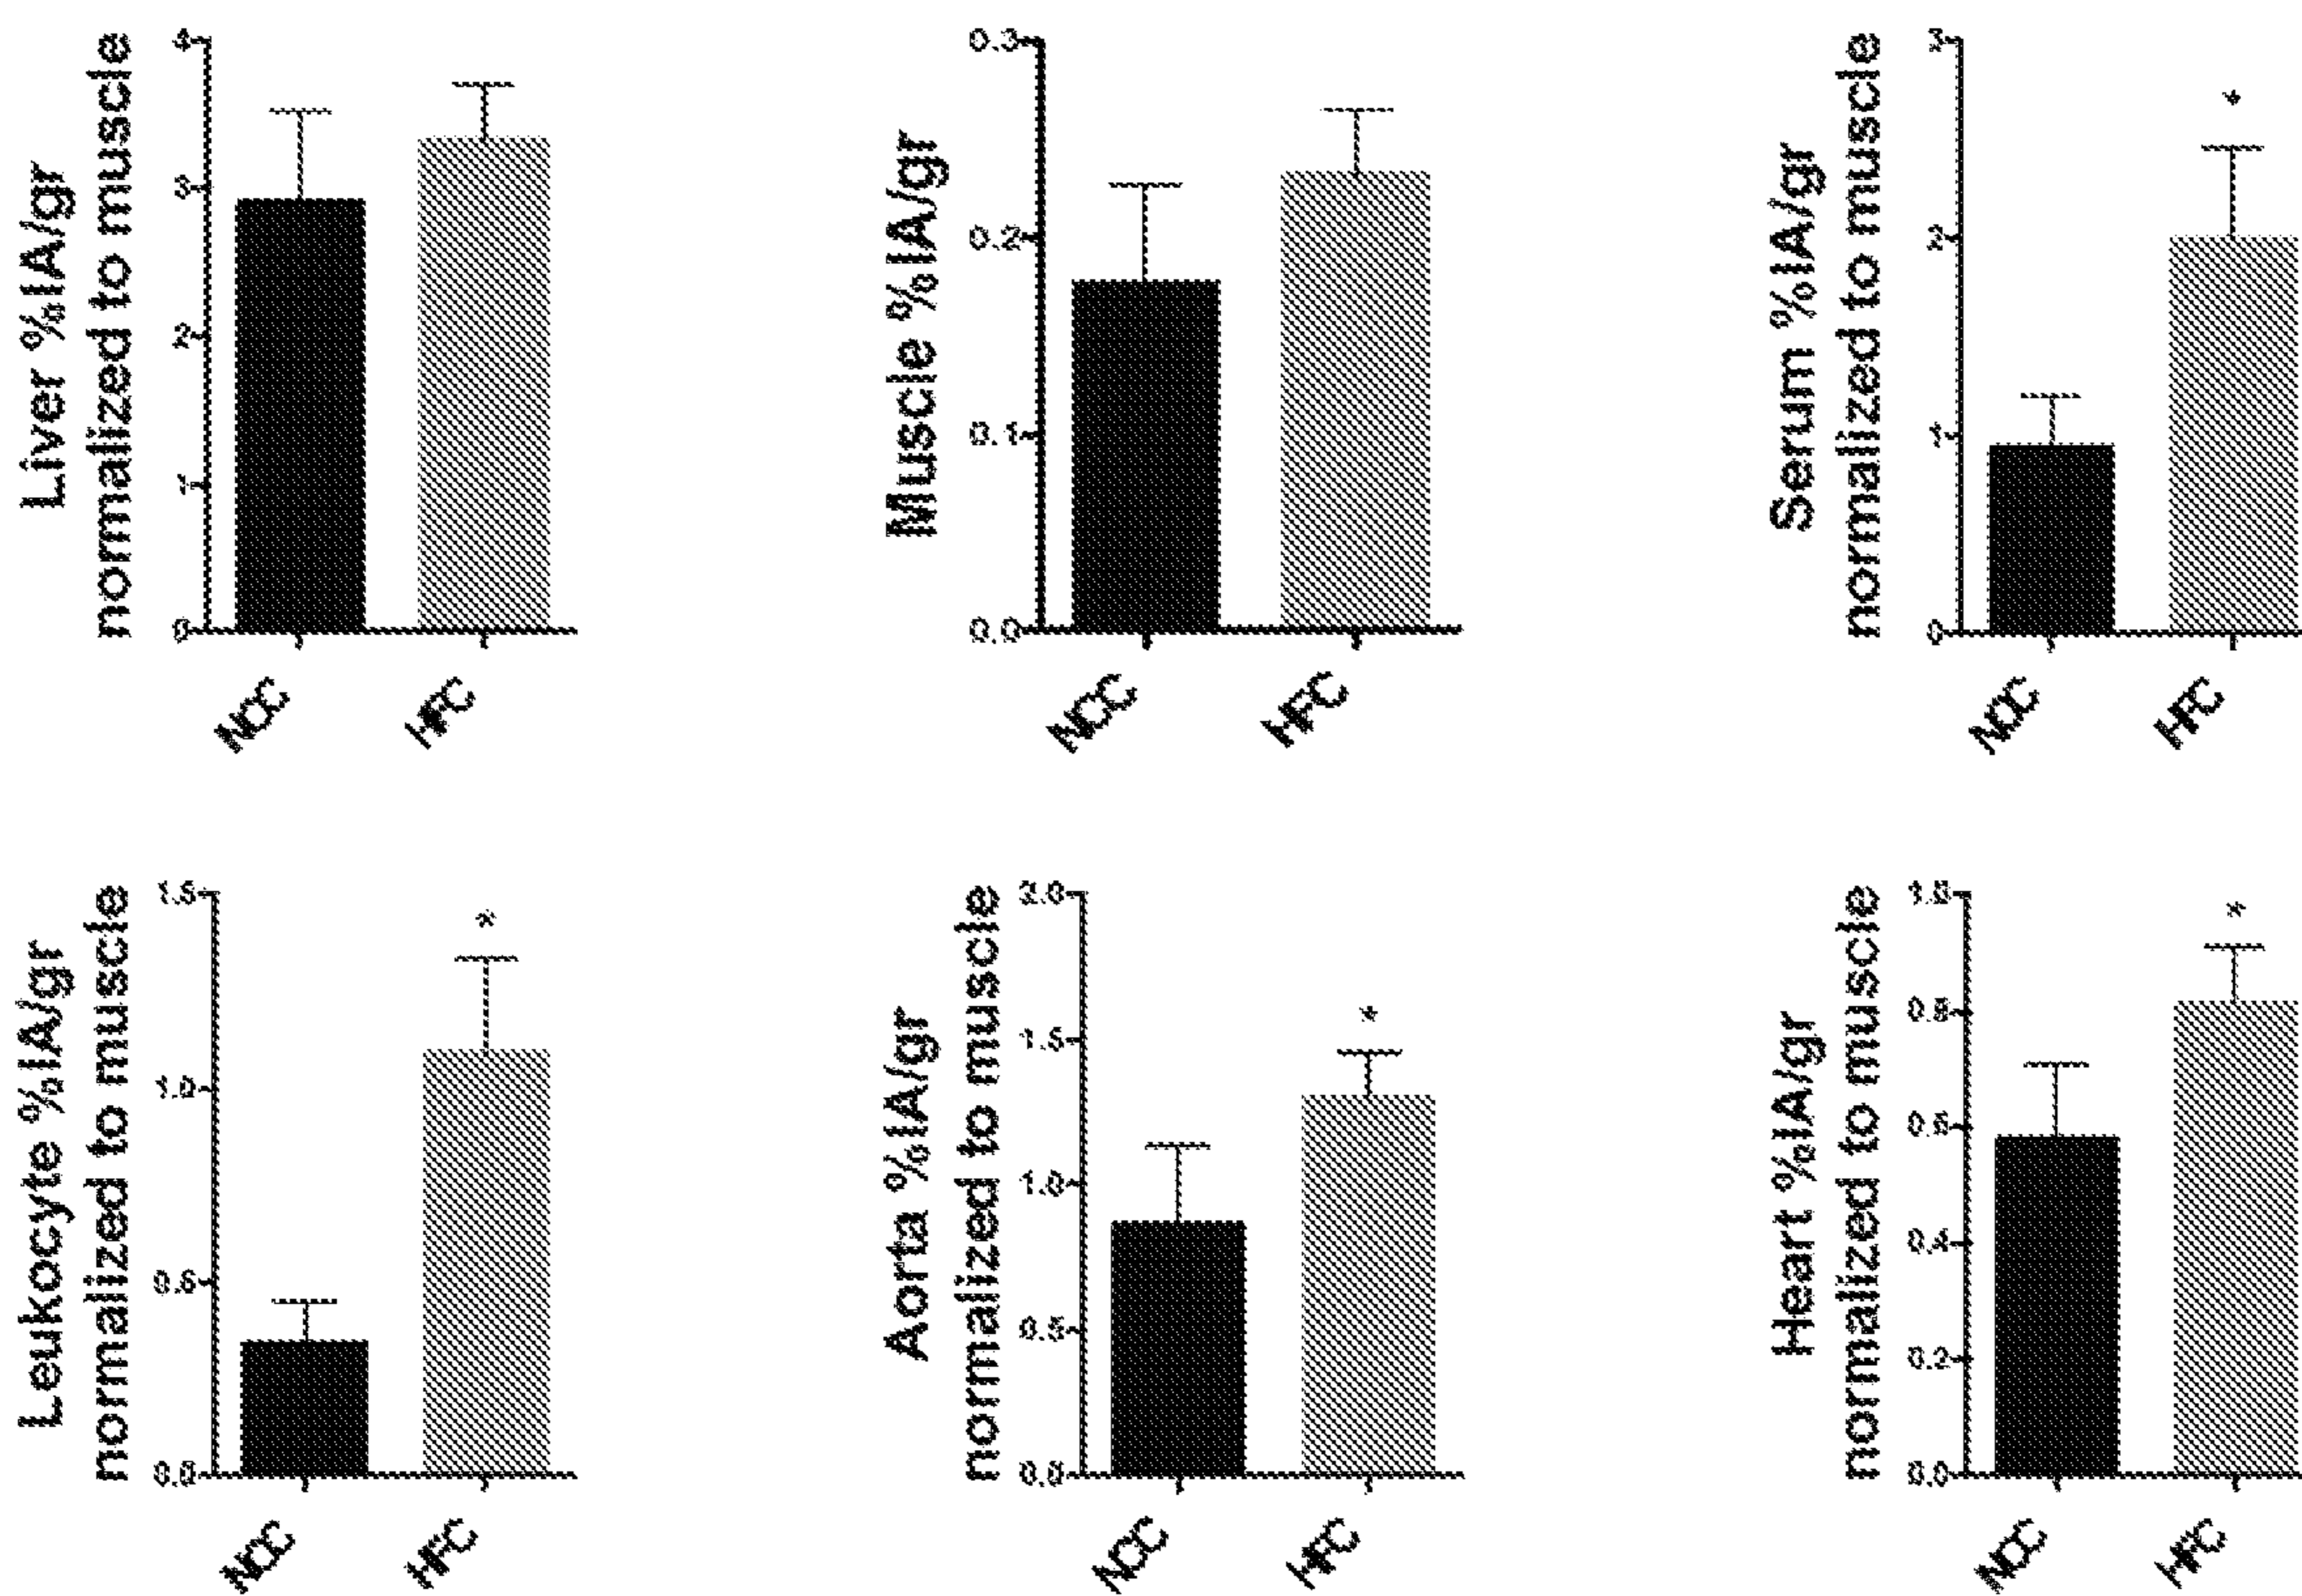 Liver %IA/gr
normalized to muscle
4
3
2
1
0
NCC
HFC
Muscle %IA/gr
0.3
0.2
0.1
0.0
NCC
HFC
Serum %IA/gr
normalized to muscle
3
2
1
0
*
NCC
HFC
Leukocyte %IA/gr
normalized to muscle
1.5
1.0
0.5
0.0
*
NCC
HFC
Aorta %IA/gr
normalized to muscle
2.0
1.5
1.0
0.5
0.0
*
NCC
HFC
Heart %IA/gr
normalized to muscle
1.0
0.8
0.6
0.4
0.2
0.0
*
NCC
HFC